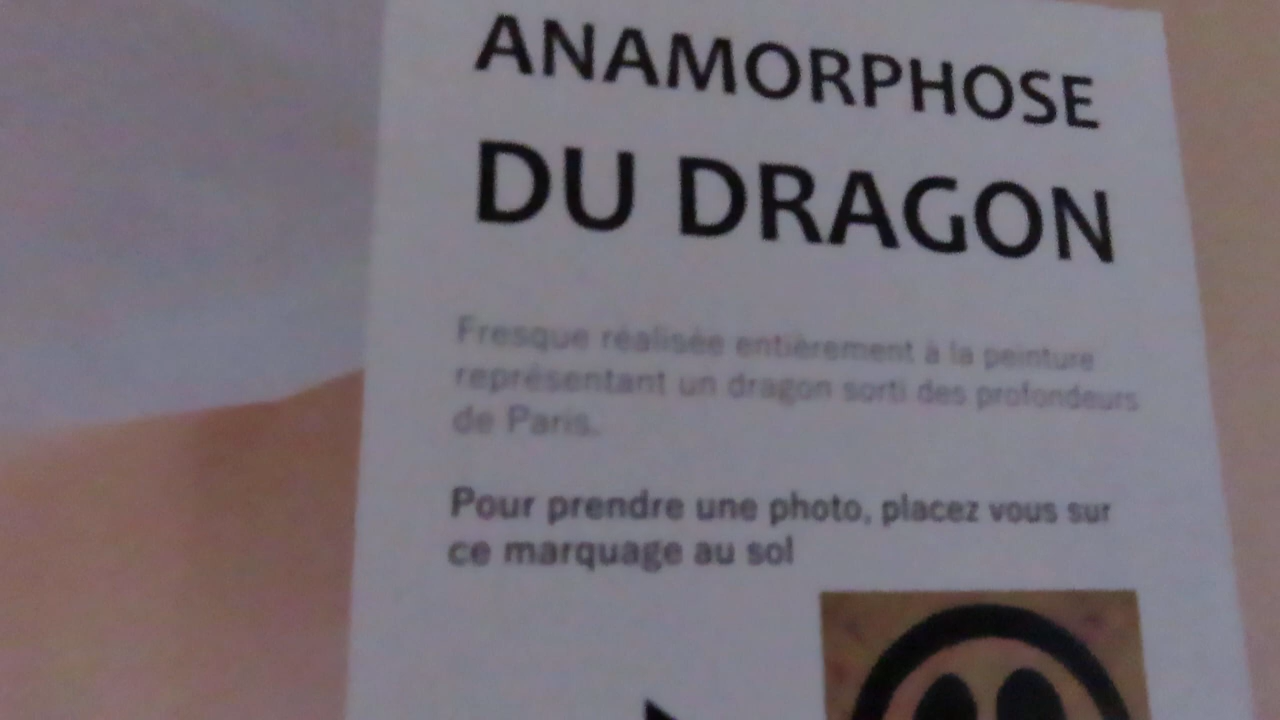 ANAMORPHOSE
DU DRAGON
Fresque réalisée entièrement à la peinture
représentant un dragon sorti des profondeurs
de Paris.
Pour prendre une photo, placez vous sur
ce marquage au sol